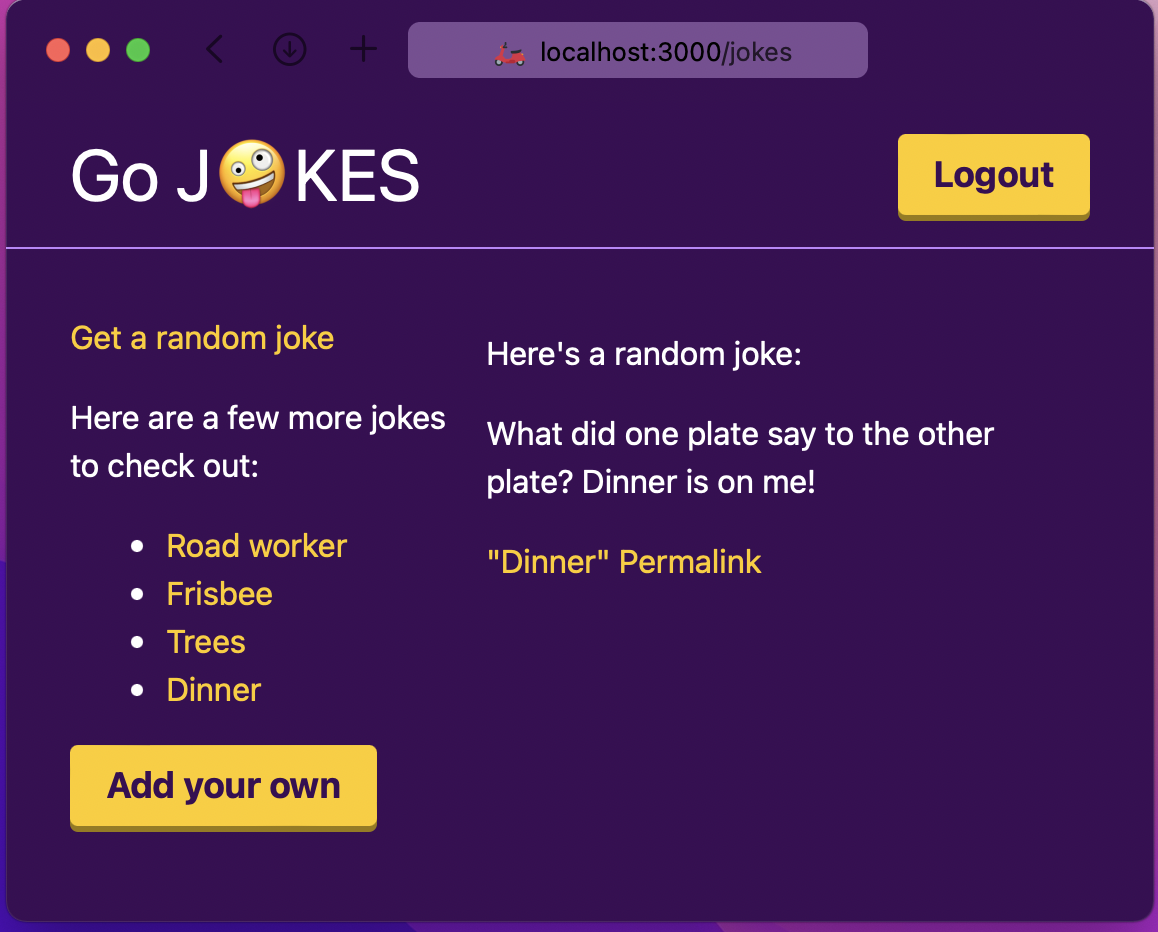 localhost:3000/jokes
Go J🤪KES
Logout
Get a random joke
Here are a few more jokes
to check out:
Road worker
Frisbee
Trees
Dinner
Add your own
Here's a random joke:
What did one plate say to the other
plate? Dinner is on me!
"Dinner" Permalink